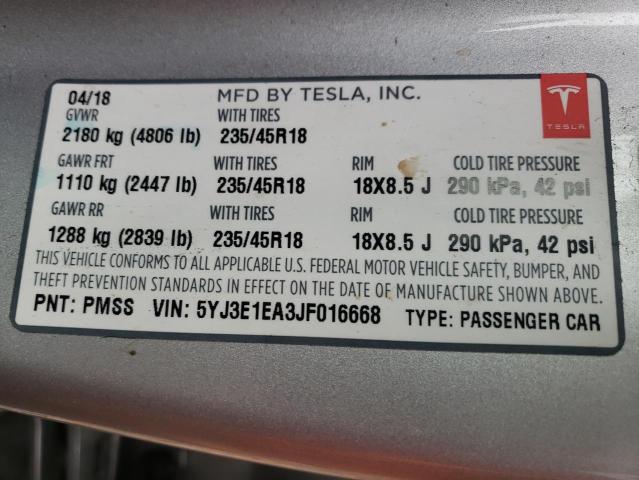 04/18 MFD BY TESLA, INC.
GVWR WITH TIRES
2180 kg (4806 lb) 235/45R18
GAWR FRT WITH TIRES RIM COLD TIRE PRESSURE
1110 kg (2447 lb) 235/45R18 18X8.5 J 290 kPa, 42 psi
GAWR RR WITH TIRES RIM COLD TIRE PRESSURE
1288 kg (2839 lb) 235/45R18 18X8.5 J 290 kPa, 42 psi
THIS VEHICLE CONFORMS TO ALL APPLICABLE U.S. FEDERAL MOTOR VEHICLE SAFETY, BUMPER, AND
THEFT PREVENTION STANDARDS IN EFFECT ON THE DATE OF MANUFACTURE SHOWN ABOVE.
PNT: PMSS VIN: 5YJ3E1EA3JF016668 TYPE: PASSENGER CAR
TESLA